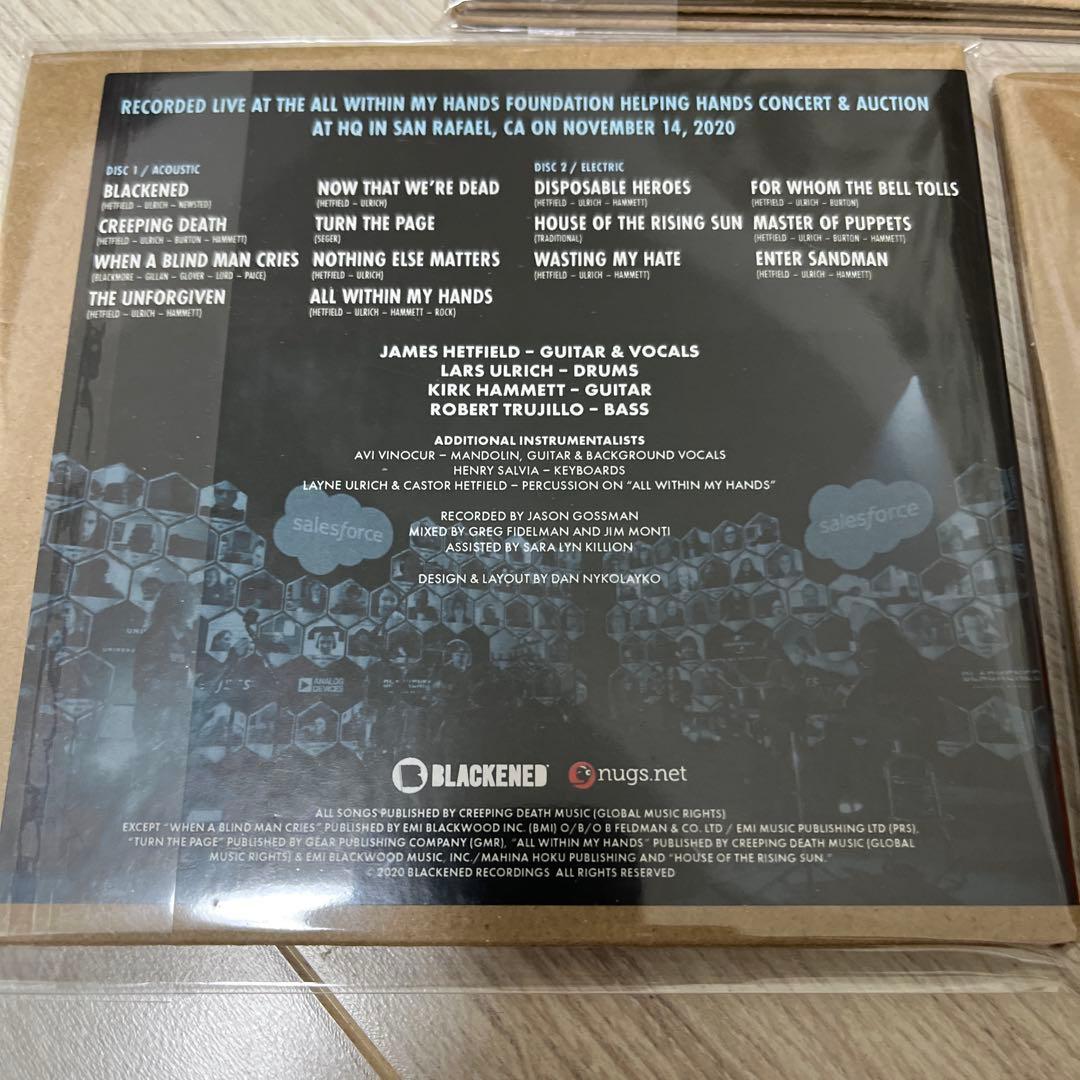 RECORDED LIVE AT THE ALL WITHIN MY HANDS FOUNDATION HELPING HANDS CONCERT & AUCTION
AT HQ IN SAN RAFAEL, CA ON NOVEMBER 14, 2020
DISC 1 / ACOUSTIC
BLACKENED
(HETFIELD – ULRICH – NEWSTED)
CREEPING DEATH
(HETFIELD – ULRICH – BURTON – HAMMETT)
WHEN A BLIND MAN CRIES
(BLACKMORE – GILLAN – GLOVER – LORD – PAICE)
THE UNFORGIVEN
(HETFIELD – ULRICH – HAMMETT)
NOW THAT WE'RE DEAD
(HETFIELD – ULRICH)
TURN THE PAGE
(SEGER)
NOTHING ELSE MATTERS
(HETFIELD – ULRICH)
ALL WITHIN MY HANDS
(HETFIELD – ULRICH – HAMMETT – ROCK)
DISC 2 / ELECTRIC
DISPOSABLE HEROES
(HETFIELD – ULRICH – HAMMETT)
HOUSE OF THE RISING SUN
(TRADITIONAL)
WASTING MY HATE
(HETFIELD – ULRICH – HAMMETT)
FOR WHOM THE BELL TOLLS
(HETFIELD – ULRICH – BURTON)
MASTER OF PUPPETS
(HETFIELD – ULRICH – BURTON – HAMMETT)
ENTER SANDMAN
(HETFIELD – ULRICH – HAMMETT)
JAMES HETFIELD – GUITAR & VOCALS
LARS ULRICH – DRUMS
KIRK HAMMETT – GUITAR
ROBERT TRUJILLO – BASS
ADDITIONAL INSTRUMENTALISTS
AVI VINOCUR – MANDOLIN, GUITAR & BACKGROUND VOCALS
HENRY SALVIA – KEYBOARDS
LAYNE ULRICH & CASTOR HETFIELD – PERCUSSION ON "ALL WITHIN MY HANDS"
salesforce
salesforce
RECORDED BY JASON GOSSMAN
MIXED BY GREG FIDELMAN AND JIM MONTI
ASSISTED BY SARA LYN KILLION
DESIGN & LAYOUT BY DAN NYKOLAYKO
ANALOG
DEVICES
BLACKENED
nugs.net
ALL SONGS PUBLISHED BY CREEPING DEATH MUSIC (GLOBAL MUSIC RIGHTS)
EXCEPT "WHEN A BLIND MAN CRIES" PUBLISHED BY EMI BLACKWOOD INC. (BMI) O/B/O B FELDMAN & CO. LTD / EMI MUSIC PUBLISHING LTD (PRS),
"TURN THE PAGE" PUBLISHED BY GEAR PUBLISHING COMPANY (GMR), "ALL WITHIN MY HANDS" PUBLISHED BY CREEPING DEATH MUSIC (GLOBAL
MUSIC RIGHTS) & EMI BLACKWOOD MUSIC, INC./MAHINA HOKU PUBLISHING AND "HOUSE OF THE RISING SUN."
© 2020 BLACKENED RECORDINGS ALL RIGHTS RESERVED